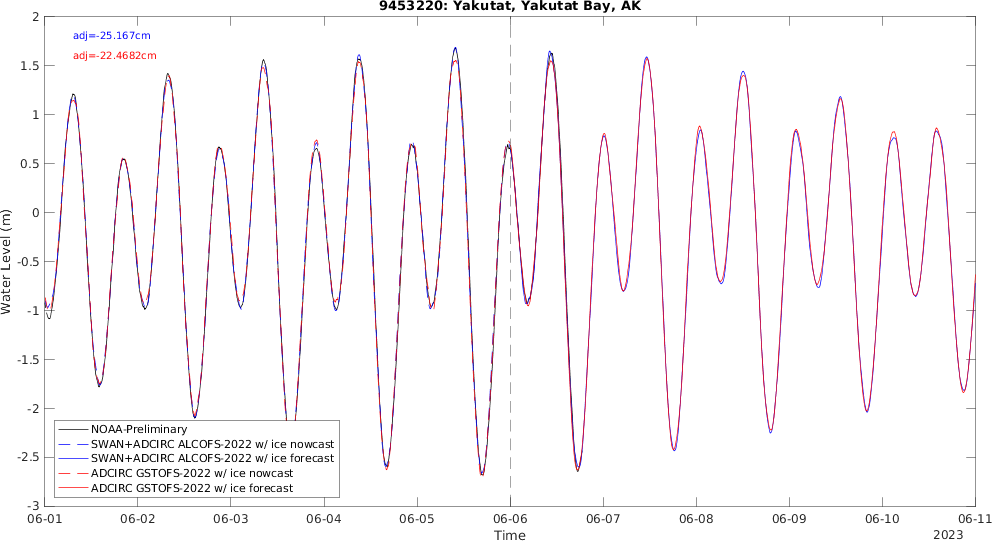 9453220: Yakutat, Yakutat Bay, AK
adj=-25.167cm
adj=-22.4682cm
Water Level (m)
2
1.5
1
0.5
0
-0.5
-1
-1.5
-2
-2.5
-3
NOAA-Preliminary
SWAN+ADCIRC ALCOFS-2022 w/ ice nowcast
SWAN+ADCIRC ALCOFS-2022 w/ ice forecast
ADCIRC GSTOFS-2022 w/ ice nowcast
ADCIRC GSTOFS-2022 w/ ice forecast
06-01 06-02 06-03 06-04 06-05 06-06 06-07 06-08 06-09 06-10 06-11
Time
2023